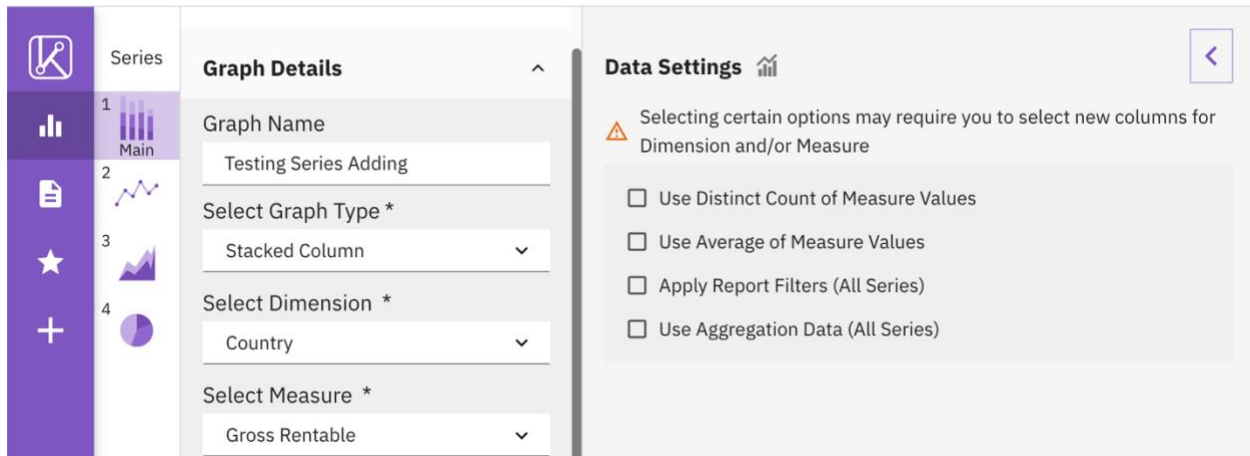 Series
1
Main
2
3
4
Graph Details
Graph Name
Testing Series Adding
Select Graph Type *
Stacked Column
Select Dimension *
Country
Select Measure *
Gross Rentable
Data Settings
Selecting certain options may require you to select new columns for
Dimension and/or Measure
Use Distinct Count of Measure Values
Use Average of Measure Values
Apply Report Filters (All Series)
Use Aggregation Data (All Series)